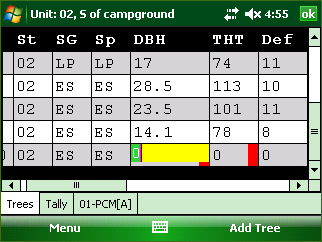 Unit: 02, S of campground 4:55 ok
St SG Sp DBH THT Def
02 LP LP 17 74 11
02 ES ES 28.5 113 10
02 ES ES 23.5 101 11
02 ES ES 14.1 78 8
02 ES ES 0 0 0
Trees Tally 01-PCM[A]
Menu Add Tree